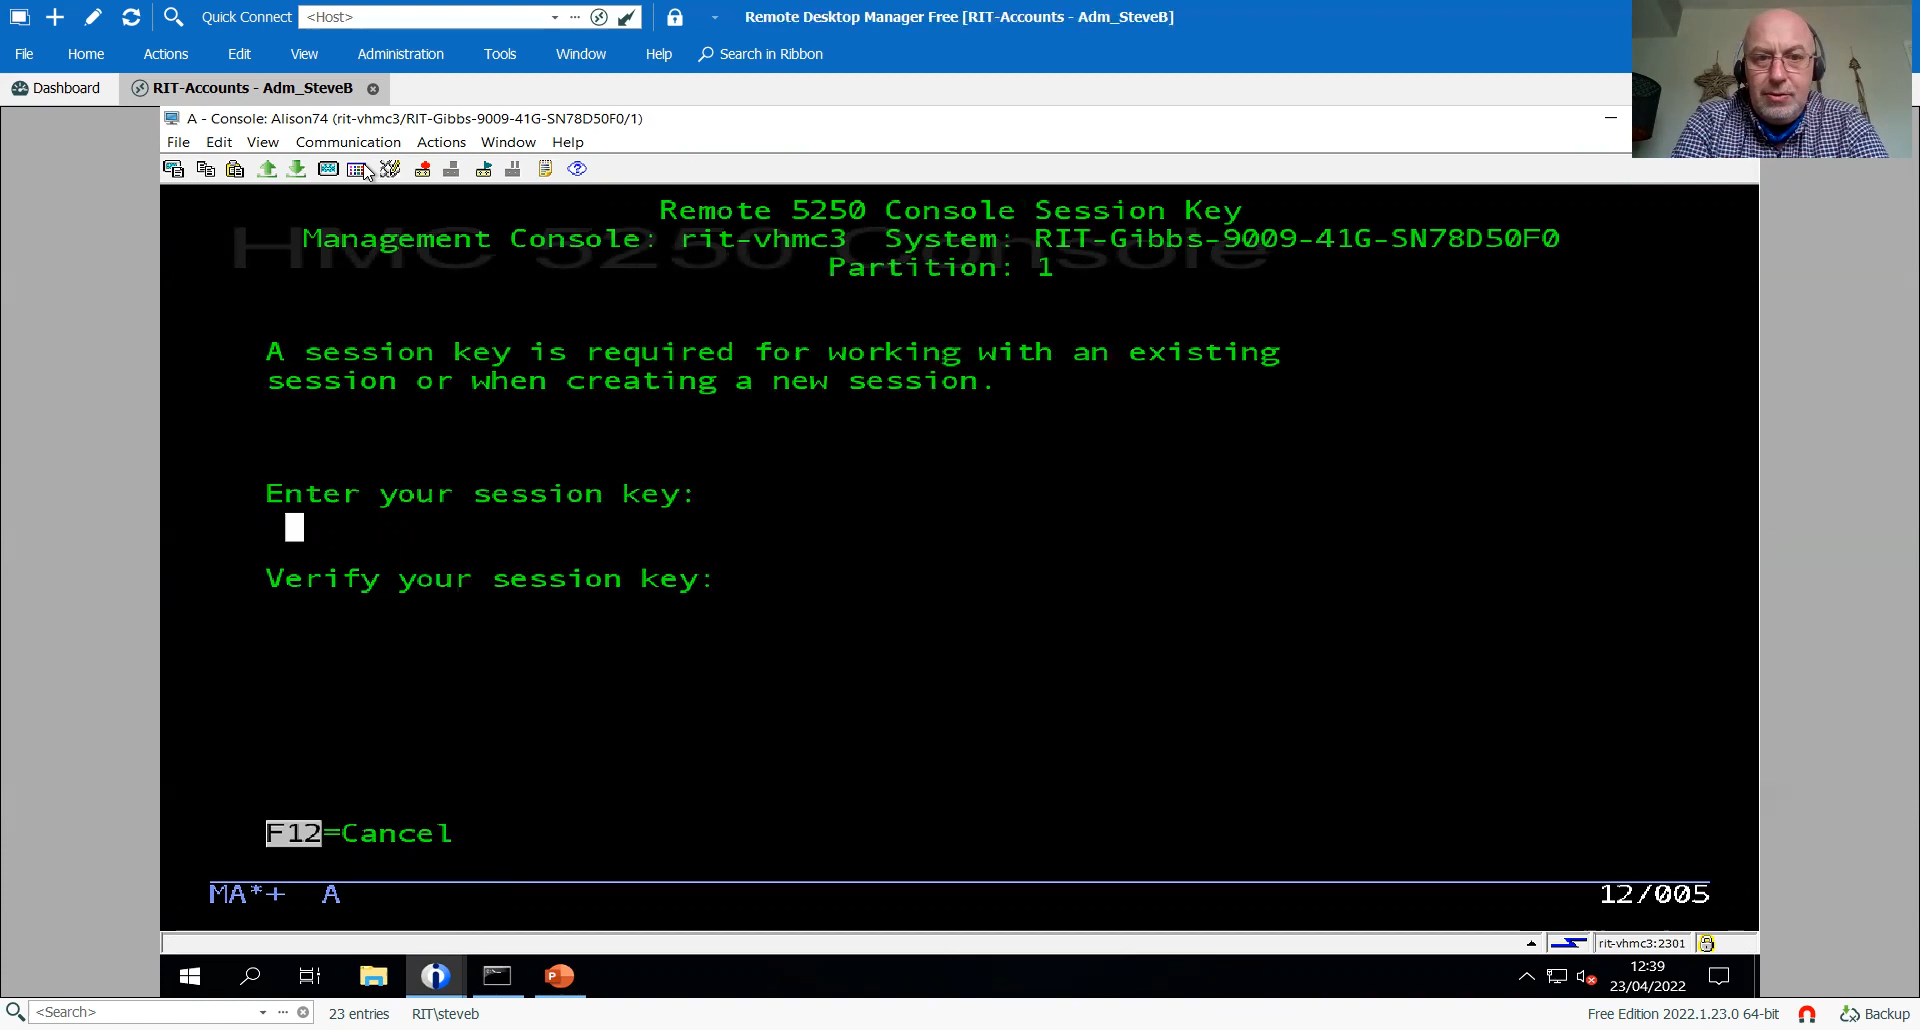 Quick Connect <Host> Remote Desktop Manager Free [RIT-Accounts - Adm_SteveB]
File Home Actions Edit View Administration Tools Window Help Search in Ribbon
Dashboard RIT-Accounts - Adm_SteveB
A - Console: Alison74 (rit-vhmc3/RIT-Gibbs-9009-41G-SN78D50F0/1)
File Edit View Communication Actions Window Help
HMC 5250 Console
Remote 5250 Console Session Key
Management Console: rit-vhmc3 System: RIT-Gibbs-9009-41G-SN78D50F0
Partition: 1
A session key is required for working with an existing
session or when creating a new session.
Enter your session key:
Verify your session key:
F12=Cancel
MA*+ A 12/005
rit-vhmc3:2301
12:39
23/04/2022
<Search> 23 entries RIT\steveb Free Edition 2022.1.23.0 64-bit Backup